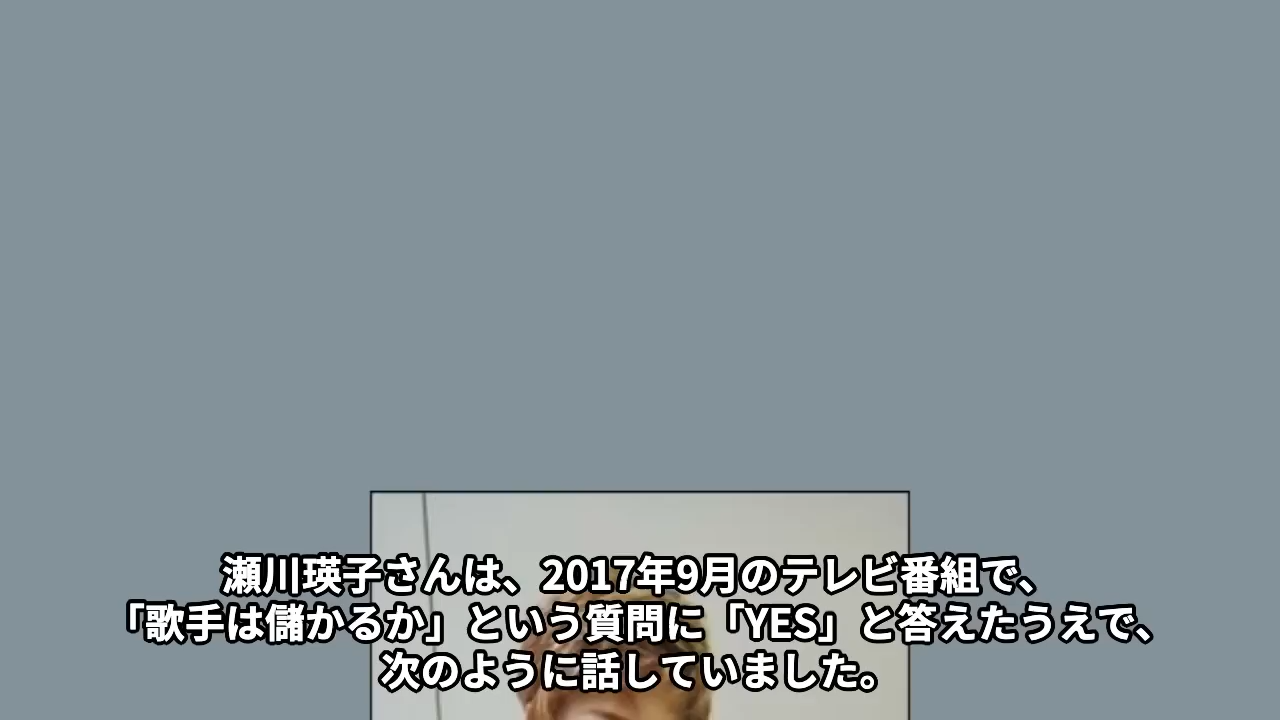 瀬川瑛子さんは、2017年9月のテレビ番組で、
「歌手は儲かるか」という質問に「YES」と答えたうえで、
次のように話していました。